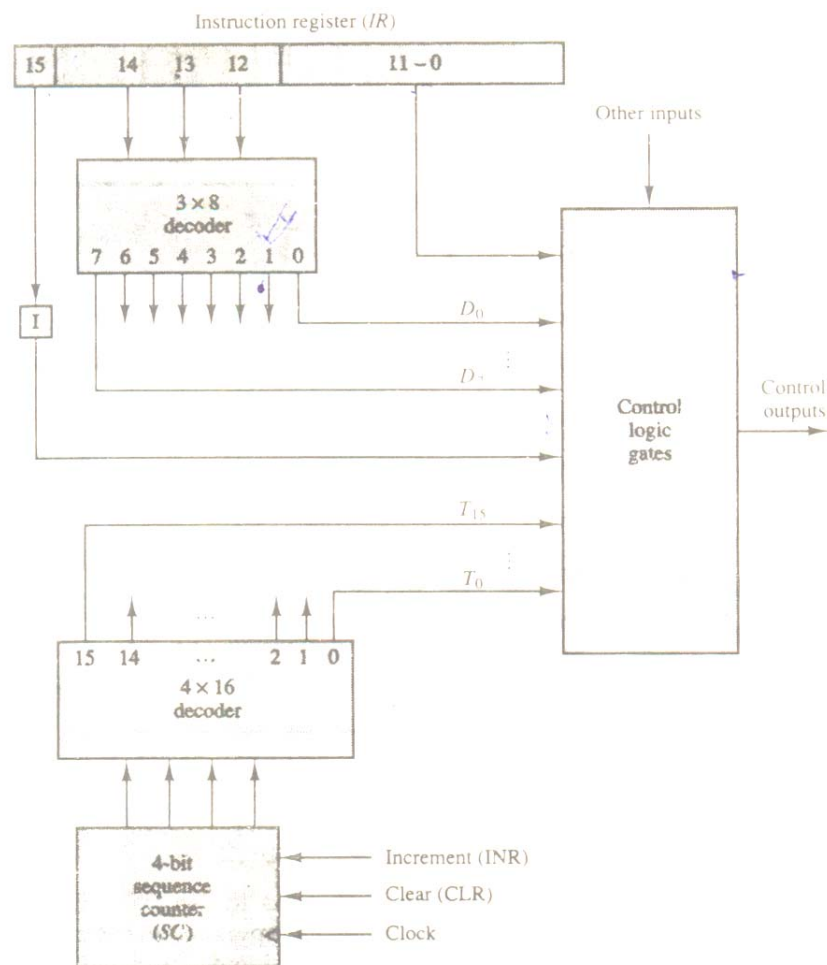 Instruction register (IR)
15 14 13 12 11 – 0
Other inputs
3 × 8
decoder
7 6 5 4 3 2 1 0
I
D₀
⋮
Control
logic
gates
Control
outputs
T₁₅
⋮
T₀
...
15 14 ... 2 1 0
4 × 16
decoder
4-bit
sequence
counter
(SC)
Increment (INR)
Clear (CLR)
Clock